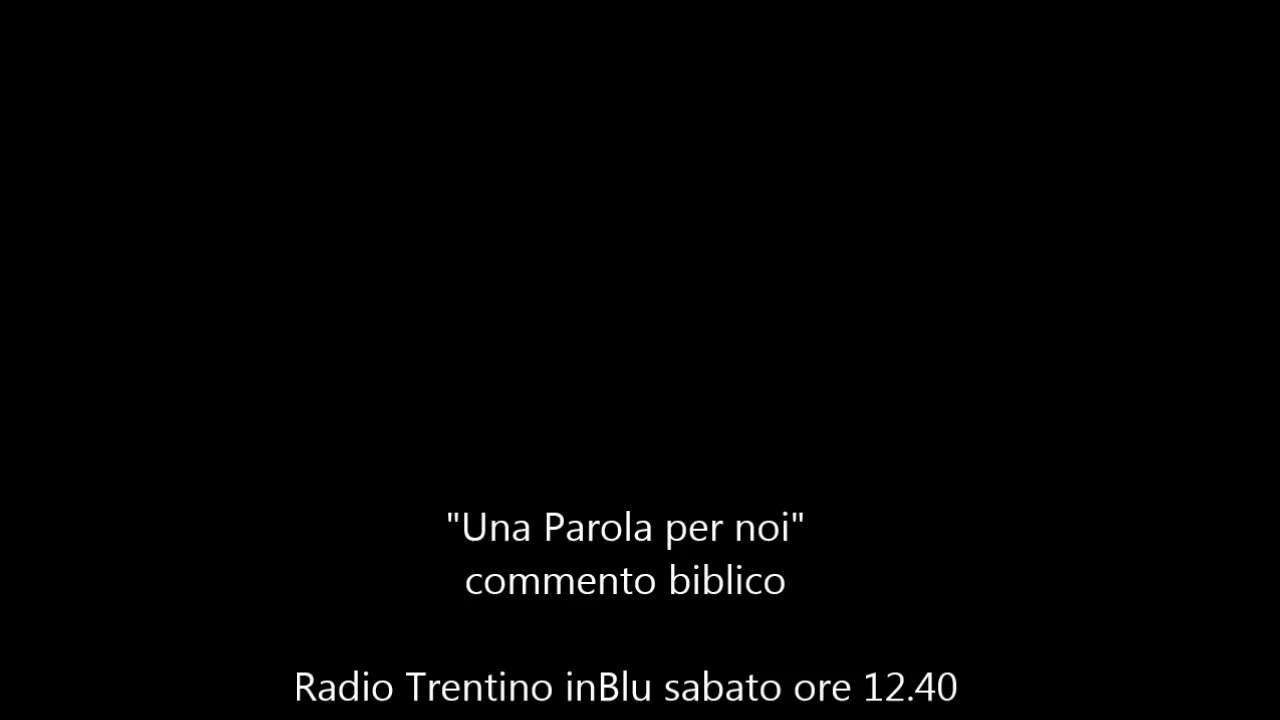 "Una Parola per noi"
commento biblico
Radio Trentino inBlu sabato ore 12.40